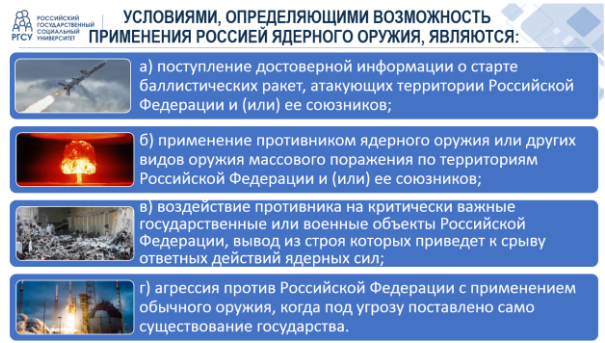 РОССИЙСКИЙ
ГОСУДАРСТВЕННЫЙ
СОЦИАЛЬНЫЙ
УНИВЕРСИТЕТ
РГСУ
УСЛОВИЯМИ, ОПРЕДЕЛЯЮЩИМИ ВОЗМОЖНОСТЬ
ПРИМЕНЕНИЯ РОССИЕЙ ЯДЕРНОГО ОРУЖИЯ, ЯВЛЯЮТСЯ:
а) поступление достоверной информации о старте
баллистических ракет, атакующих территории Российской
Федерации и (или) ее союзников;
б) применение противником ядерного оружия или других
видов оружия массового поражения по территориям
Российской Федерации и (или) ее союзников;
в) воздействие противника на критически важные
государственные или военные объекты Российской
Федерации, вывод из строя которых приведет к срыву
ответных действий ядерных сил;
г) агрессия против Российской Федерации с применением
обычного оружия, когда под угрозу поставлено само
существование государства.